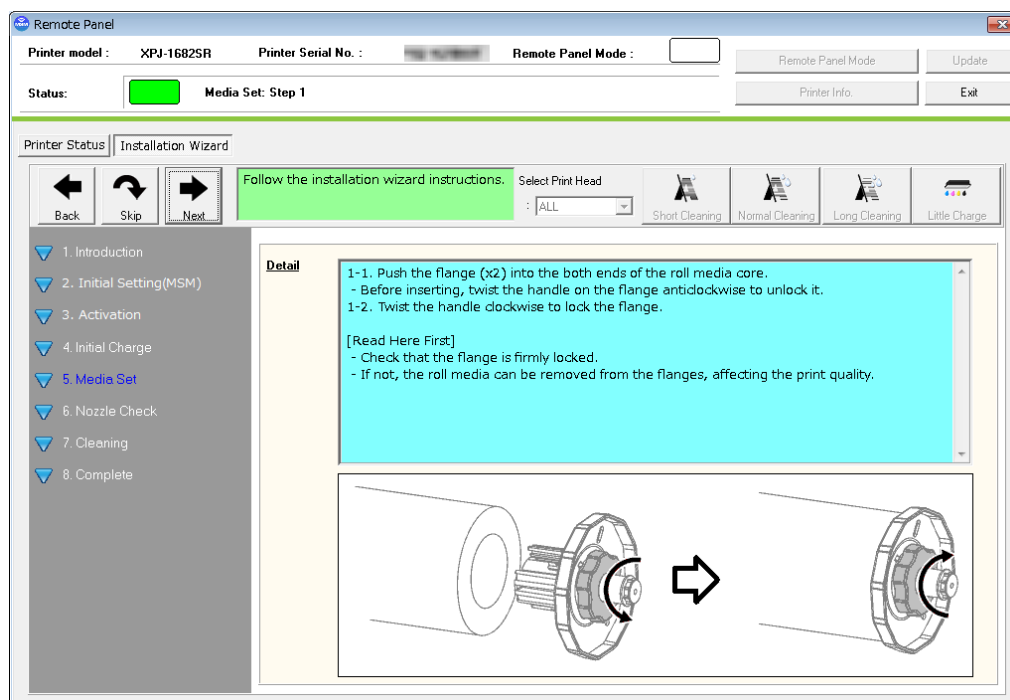 Remote Panel
Printer model : XPJ-1682SR Printer Serial No. : Remote Panel Mode :
Remote Panel Mode Update
Status: Media Set: Step 1
Printer Info. Exit
Printer Status Installation Wizard
Back Skip Next
Follow the installation wizard instructions.
Select Print Head
: ALL
Short Cleaning Normal Cleaning Long Cleaning Little Charge
1. Introduction
2. Initial Setting(MSM)
3. Activation
4. Initial Charge
5. Media Set
6. Nozzle Check
7. Cleaning
8. Complete
Detail
1-1. Push the flange (x2) into the both ends of the roll media core.
- Before inserting, twist the handle on the flange anticlockwise to unlock it.
1-2. Twist the handle clockwise to lock the flange.
[Read Here First]
- Check that the flange is firmly locked.
- If not, the roll media can be removed from the flanges, affecting the print quality.